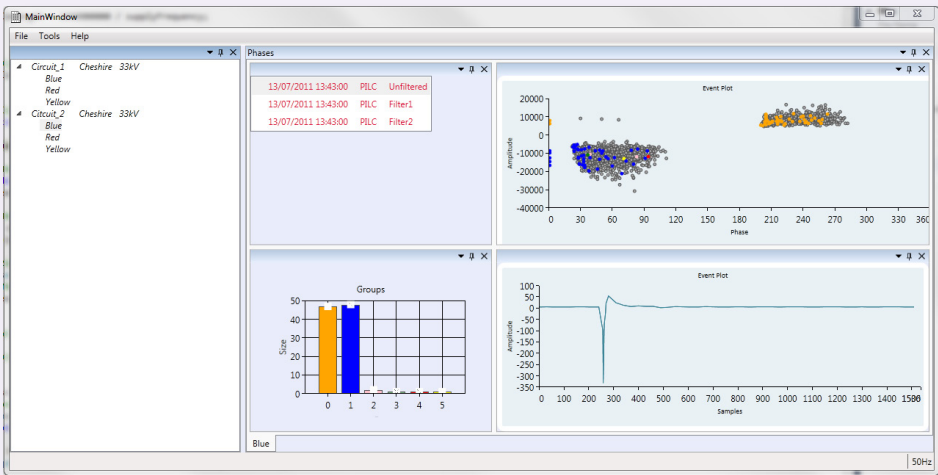 MainWindow
File Tools Help
Phases
Circuit_1 Cheshire 33kV
Blue
Red
Yellow
Circuit_2 Cheshire 33kV
Blue
Red
Yellow
13/07/2011 13:43:00 PILC Unfiltered
13/07/2011 13:43:00 PILC Filter1
13/07/2011 13:43:00 PILC Filter2
Event Plot
Amplitude
20000
10000
0
-10000
-20000
-30000
-40000
0 30 60 90 120 150 180 210 240 270 300 330 360
Phase
Groups
Size
50
40
30
20
10
0
0 1 2 3 4 5
Event Plot
Amplitude
100
50
0
-50
-100
-150
-200
-250
-300
-350
0 100 200 300 400 500 600 700 800 900 1000 1100 1200 1300 1400 1500
Samples
Blue
50Hz